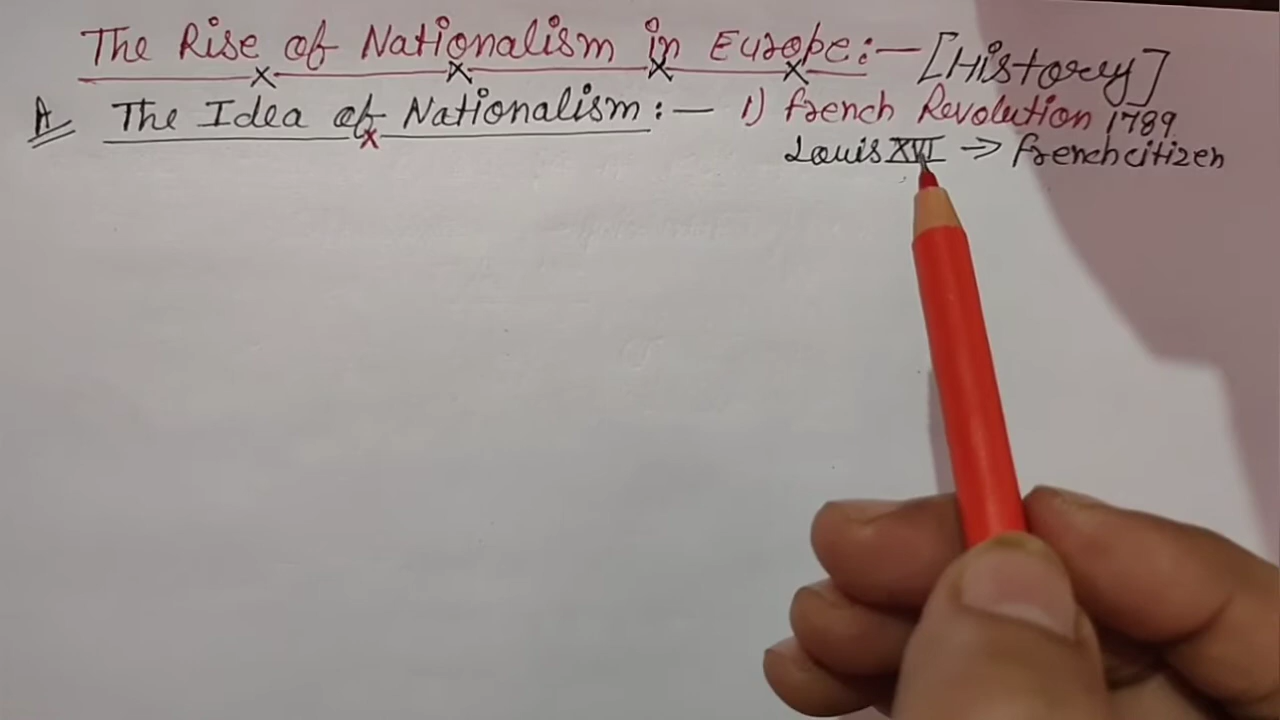 The Rise of Nationalism in Europe:- [History]
A The Idea of Nationalism:- 1) french Revolution 1789
Louis XVI -> french citizen